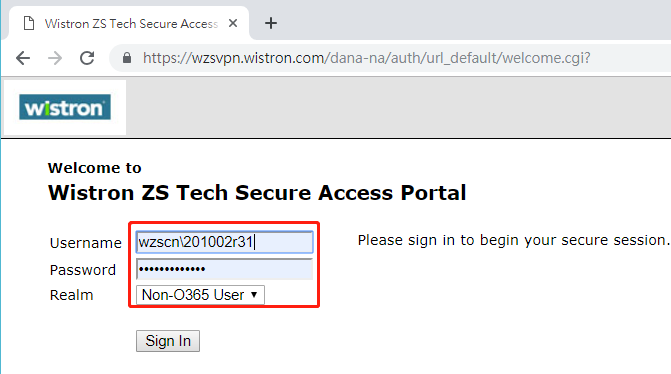 Wistron ZS Tech Secure Access
https://wzsvpn.wistron.com/dana-na/auth/url_default/welcome.cgi?
wistron
Welcome to
Wistron ZS Tech Secure Access Portal
Username wzscn\201002r31
Please sign in to begin your secure session.
Password •••••••••••••
Realm Non-O365 User
Sign In